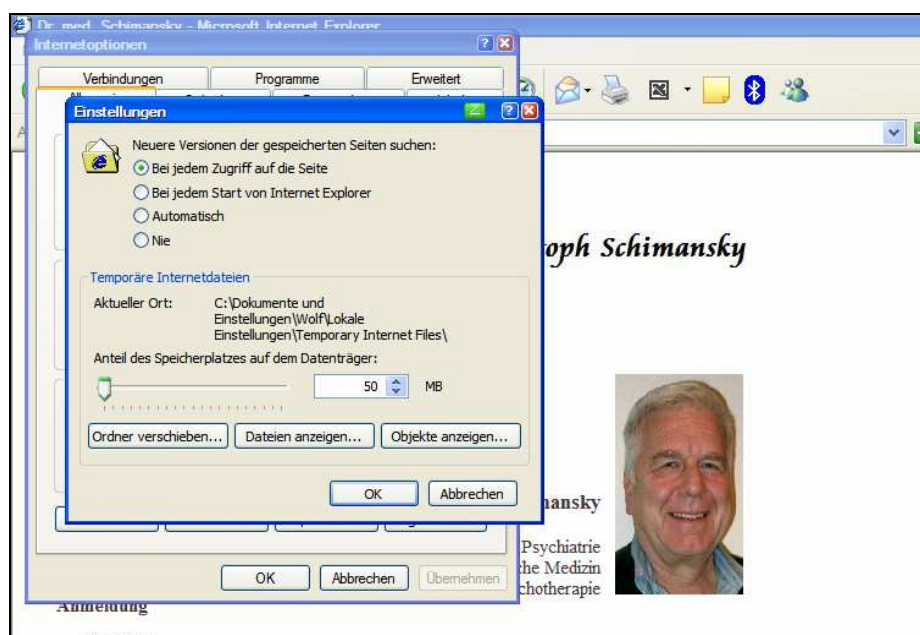 Dr. med. Schimansky - Microsoft Internet Explorer
Internetoptionen
Verbindungen Programme Erweitert
Einstellungen
Neuere Versionen der gespeicherten Seiten suchen:
Bei jedem Zugriff auf die Seite
Bei jedem Start von Internet Explorer
Automatisch
Nie
Temporäre Internetdateien
Aktueller Ort: C:\Dokumente und
Einstellungen\Wolf\Lokale
Einstellungen\Temporary Internet Files\
Anteil des Speicherplatzes auf dem Datenträger:
50 MB
Ordner verschieben... Dateien anzeigen... Objekte anzeigen...
OK Abbrechen
OK Abbrechen Übernehmen
oph Schimansky
mansky
Psychiatrie
che Medizin
chotherapie
Anmeldung